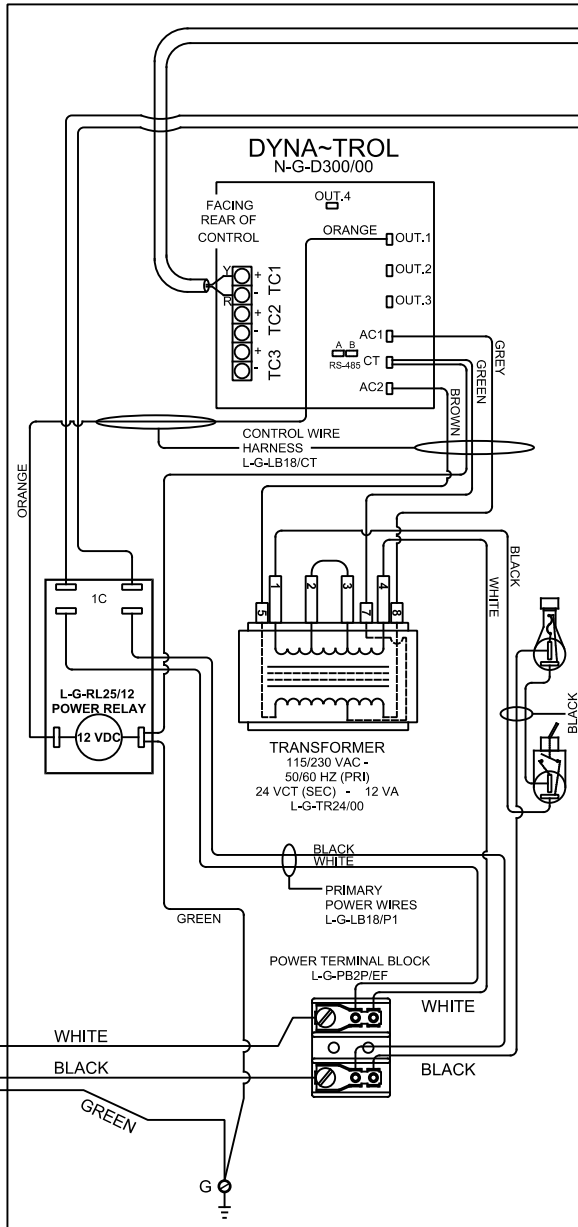 DYNA~TROL
N-G-D300/00
FACING
REAR OF
CONTROL
OUT.4
ORANGE
OUT.1
OUT.2
OUT.3
Y
R
+
-
+
-
+
-
TC1
TC2
TC3
AC1
A B
RS-485
CT
AC2
GREY
GREEN
BROWN
CONTROL WIRE
HARNESS
L-G-LB18/CT
ORANGE
1
2
3
4
5
7
8
BLACK
WHITE
1C
L-G-RL25/12
POWER RELAY
12 VDC
BLACK
TRANSFORMER
115/230 VAC -
50/60 HZ (PRI)
24 VCT (SEC) - 12 VA
L-G-TR24/00
BLACK
WHITE
PRIMARY
POWER WIRES
L-G-LB18/P1
GREEN
POWER TERMINAL BLOCK
L-G-PB2P/EF
WHITE
WHITE
BLACK
BLACK
GREEN
G